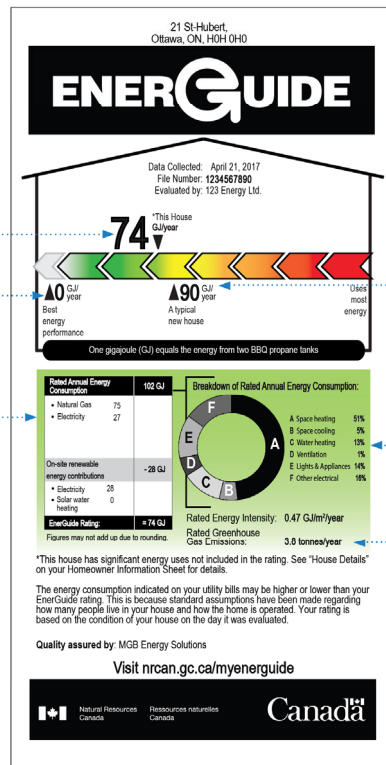 21 St-Hubert,
Ottawa, ON, H0H 0H0
ENERGUIDE
Data Collected: April 21, 2017
File Number: 1234567890
Evaluated by: 123 Energy Ltd.
74
*This House
GJ/year
0 GJ/
year
Best
energy
performance
90 GJ/
year
A typical
new house
Uses
most
energy
One gigajoule (GJ) equals the energy from two BBQ propane tanks
Rated Annual Energy
Consumption 102 GJ
• Natural Gas 75
• Electricity 27
On-site renewable
energy contributions - 28 GJ
• Electricity 28
• Solar water
heating 0
EnerGuide Rating: = 74 GJ
Figures may not add up due to rounding.
Breakdown of Rated Annual Energy Consumption:
F
E
D
C
B
A
A Space heating 51%
B Space cooling 5%
C Water heating 13%
D Ventilation 1%
E Lights & Appliances 14%
F Other electrical 16%
Rated Energy Intensity: 0.47 GJ/m²/year
Rated Greenhouse
Gas Emissions: 3.8 tonnes/year
*This house has significant energy uses not included in the rating. See “House Details”
on your Homeowner Information Sheet for details.
The energy consumption indicated on your utility bills may be higher or lower than your
EnerGuide rating. This is because standard assumptions have been made regarding
how many people live in your house and how the home is operated. Your rating is
based on the condition of your house on the day it was evaluated.
Quality assured by: MGB Energy Solutions
Visit nrcan.gc.ca/myenerguide
Natural Resources
Canada
Ressources naturelles
Canada
Canada